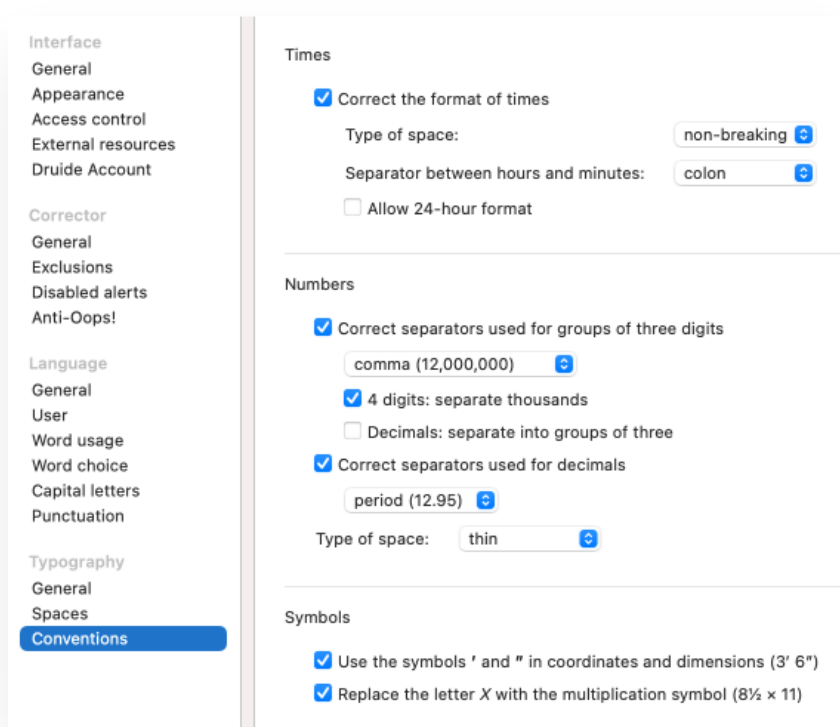 Interface
General
Appearance
Access control
External resources
Druide Account
Corrector
General
Exclusions
Disabled alerts
Anti-Oops!
Language
General
User
Word usage
Word choice
Capital letters
Punctuation
Typography
General
Spaces
Conventions
Times
Correct the format of times
Type of space: non-breaking
Separator between hours and minutes: colon
Allow 24-hour format
Numbers
Correct separators used for groups of three digits
comma (12,000,000)
4 digits: separate thousands
Decimals: separate into groups of three
Correct separators used for decimals
period (12.95)
Type of space: thin
Symbols
Use the symbols ′ and ″ in coordinates and dimensions (3′ 6″)
Replace the letter X with the multiplication symbol (8½ × 11)